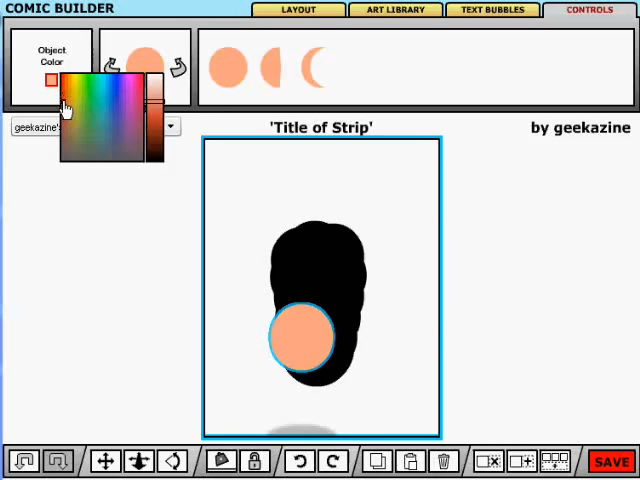 COMIC BUILDER
LAYOUT
ART LIBRARY
TEXT BUBBLES
CONTROLS
Object
Color
geekazine's
'Title of Strip'
by geekazine
SAVE